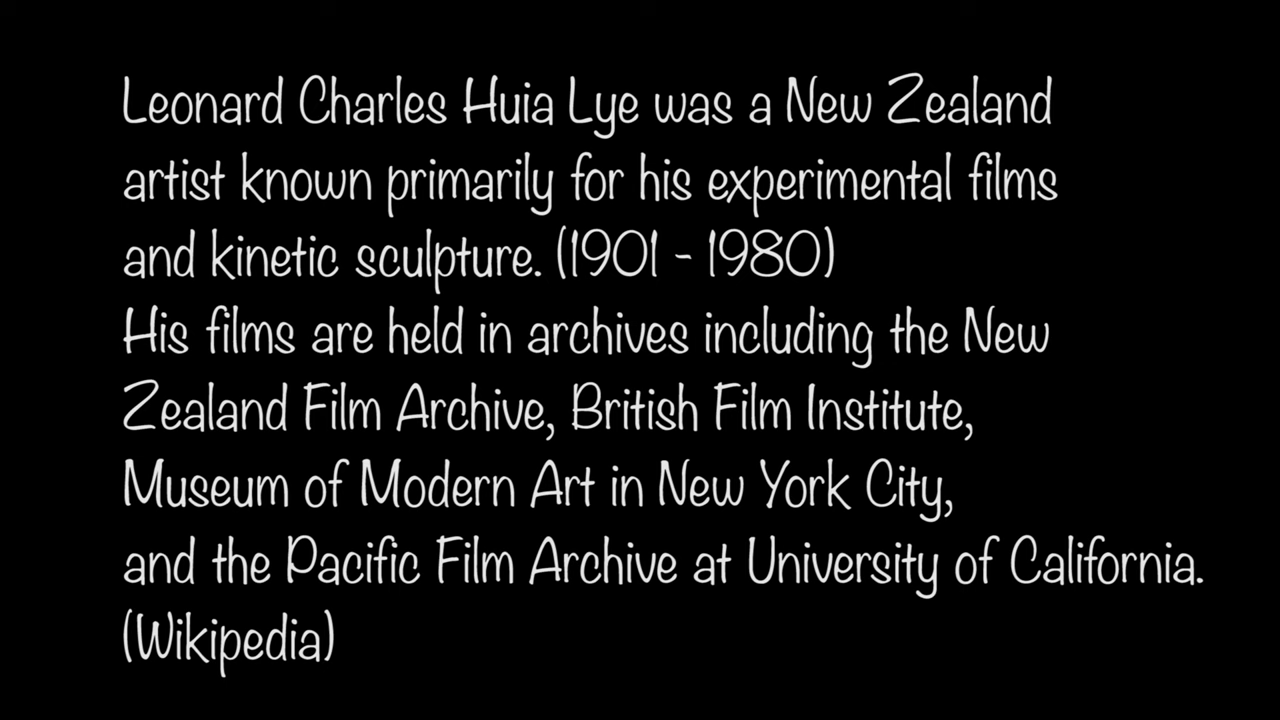 Leonard Charles Huia Lye was a New Zealand
artist known primarily for his experimental films
and kinetic sculpture. (1901 - 1980)
His films are held in archives including the New
Zealand Film Archive, British Film Institute,
Museum of Modern Art in New York City,
and the Pacific Film Archive at University of California.
(Wikipedia)